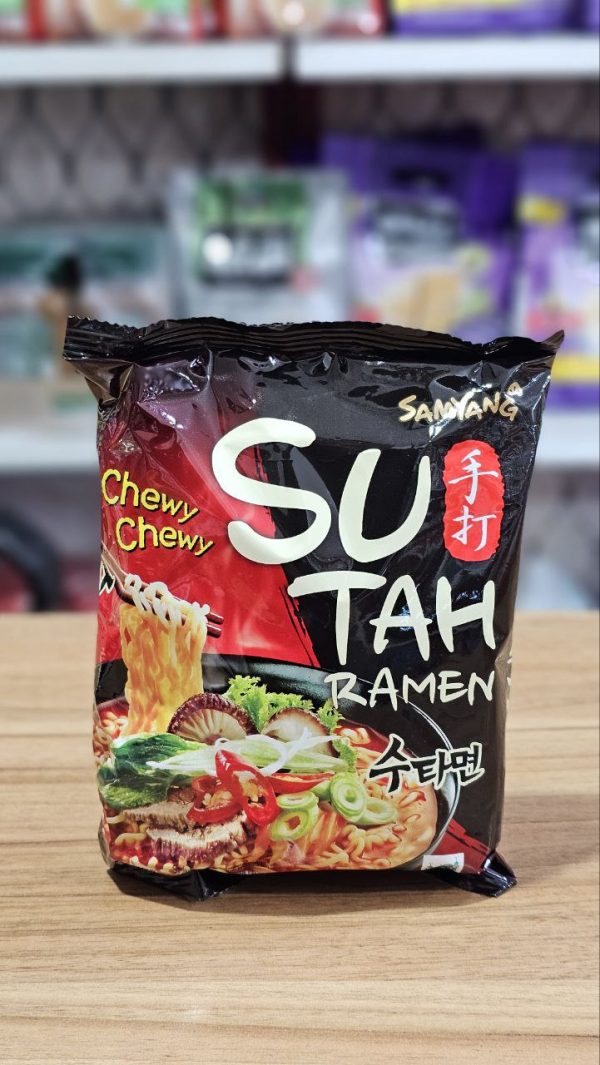 SAMYANG
SU
手打
TAH
RAMEN
Chewy
Chewy
수타면